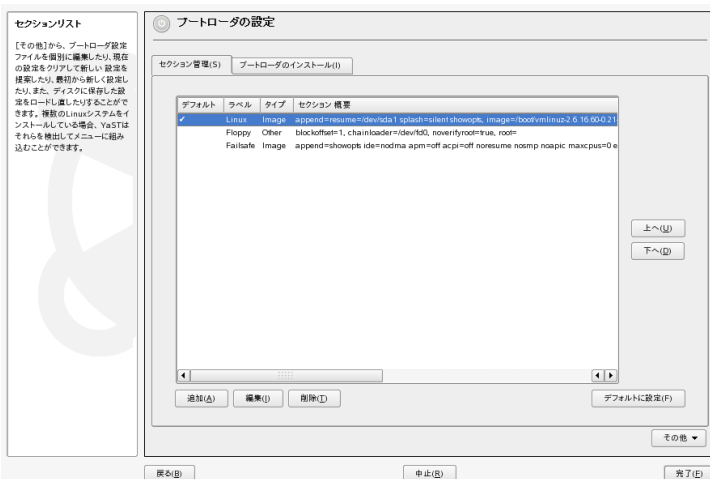 セクションリスト
[その他]から、ブートローダ設定
ファイルを個別に編集したり、現在
の設定をクリアして新しい 設定を
提案したり、最初から新しく設定し
たり、また、ディスクに保存した設
定をロードし直したりすることがで
きます。複数のLinuxシステムをイ
ンストールしている場合、YaSTは
それらを検出してメニューに組み
込むことができます。
ブートローダの設定
セクション管理(S) ブートローダのインストール(I)
デフォルト ラベル タイプ セクション 概要
✓ Linux Image append=resume=/dev/sda1 splash=silent showopts, image=/boot/vmlinuz-2.6.16.60-0.21-
Floppy Other blockoffset=1, chainloader=/dev/fd0, noverifyroot=true, root=
Failsafe Image append=showopts ide=nodma apm=off acpi=off noresume nosmp noapic maxcpus=0 e
上へ(U)
下へ(D)
追加(A) 編集(I) 削除(T) デフォルトに設定(F)
その他
戻る(B) 中止(R) 完了(F)